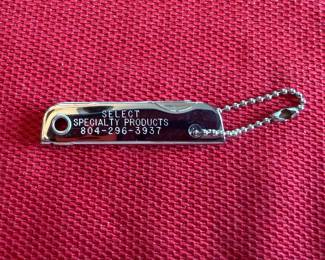 SELECT
SPECIALTY PRODUCTS
804-296-3937